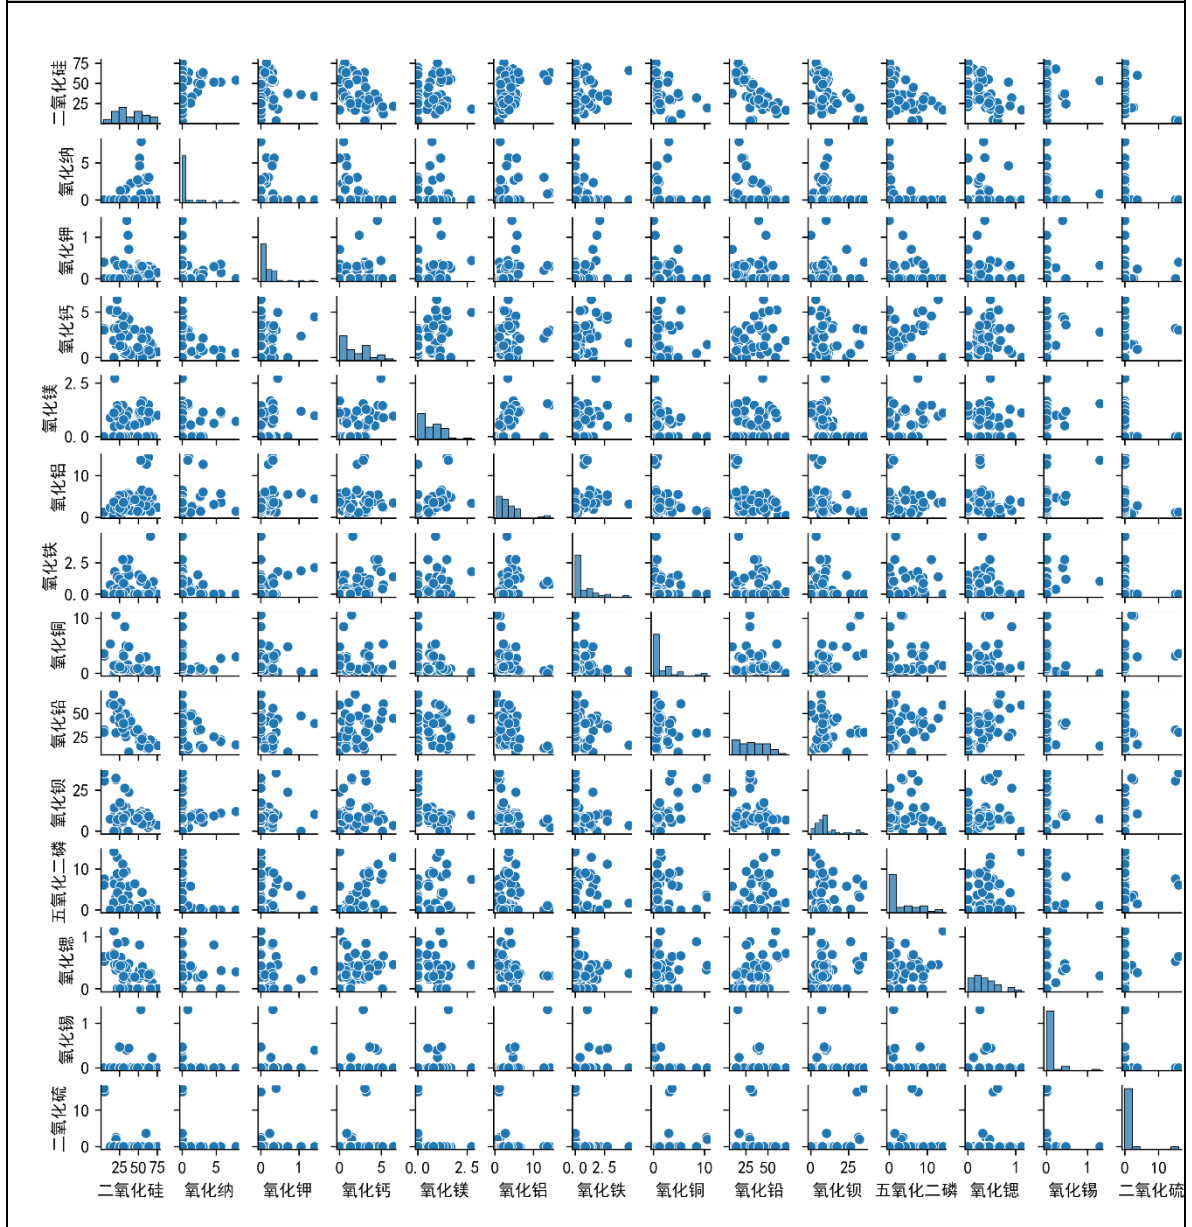 二氧化硅 75 50 25
氧化纳 5 0
氧化钾 1 0
氧化钙 5 0
氧化镁 2.5 0.0
氧化铝 10 0
氧化铁 2.5 0.0
氧化铜 10 0
氧化铅 50 25
氧化钡 25 0
五氧化二磷 10 0
氧化锶 1 0
氧化锡 1 0
二氧化硫 10 0
25 50 75 0 5 0 1 0 5 0.0 2.5 0 10 0.0 2.5 0 10 25 50 0 25 0 10 0 1 0 1 0 10
二氧化硅 氧化纳 氧化钾 氧化钙 氧化镁 氧化铝 氧化铁 氧化铜 氧化铅 氧化钡 五氧化二磷 氧化锶 氧化锡 二氧化硫